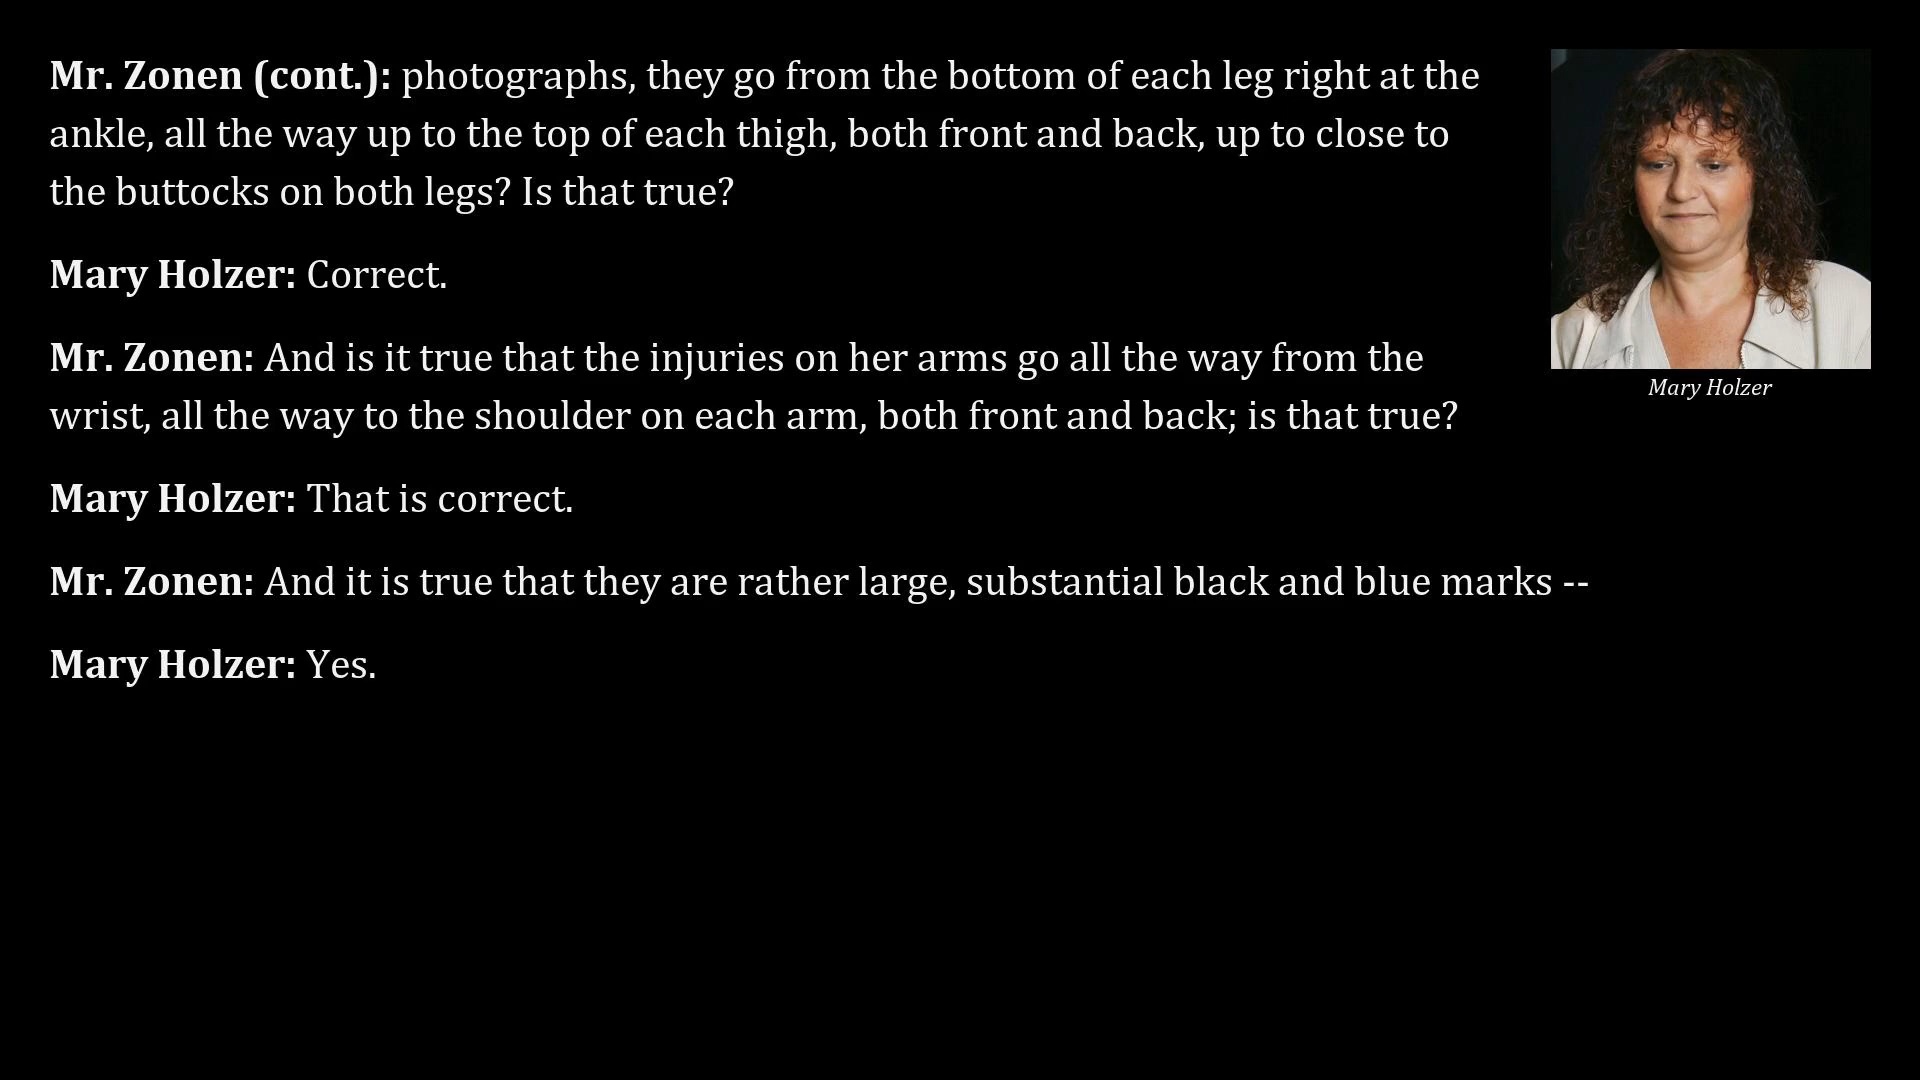 Mr. Zonen (cont.): photographs, they go from the bottom of each leg right at the
ankle, all the way up to the top of each thigh, both front and back, up to close to
the buttocks on both legs? Is that true?
Mary Holzer: Correct.
Mr. Zonen: And is it true that the injuries on her arms go all the way from the
wrist, all the way to the shoulder on each arm, both front and back; is that true?
Mary Holzer: That is correct.
Mr. Zonen: And it is true that they are rather large, substantial black and blue marks --
Mary Holzer: Yes.
Mary Holzer